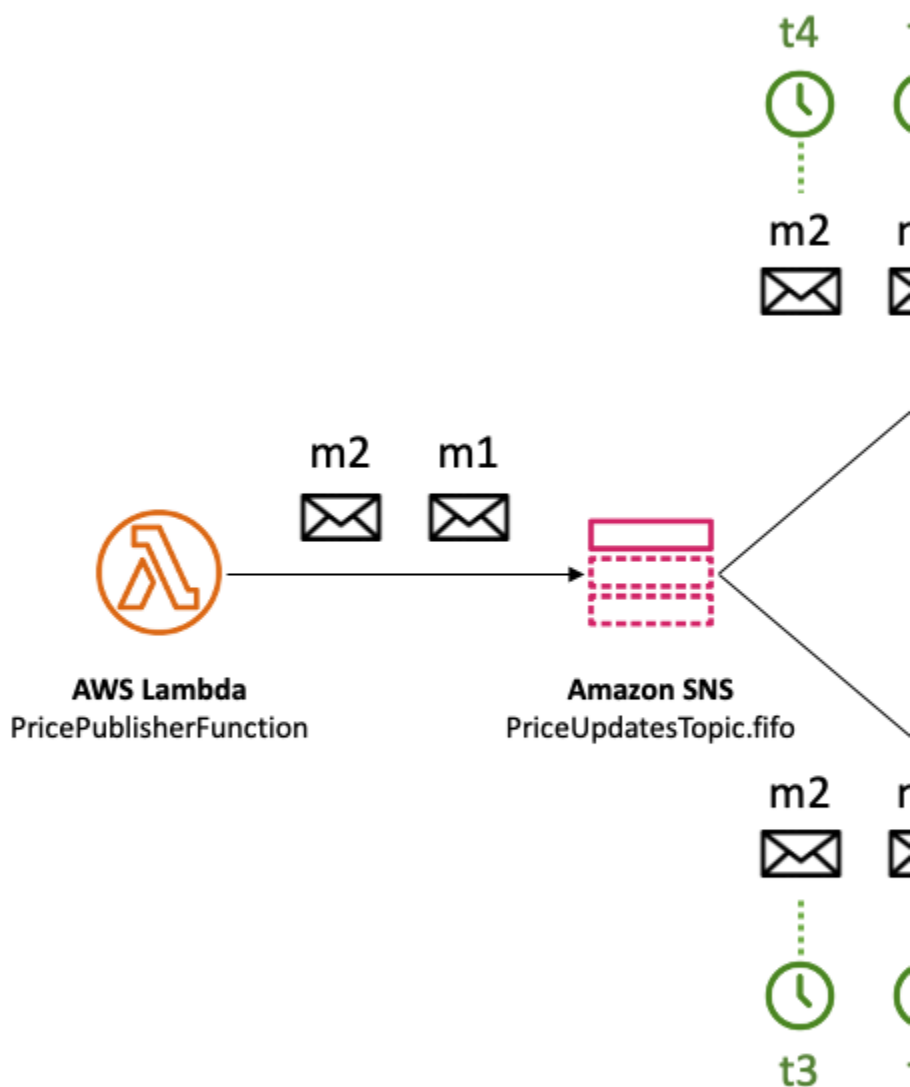 t4
m2
m2 m1
AWS Lambda
PricePublisherFunction
Amazon SNS
PriceUpdatesTopic.fifo
m2
t3